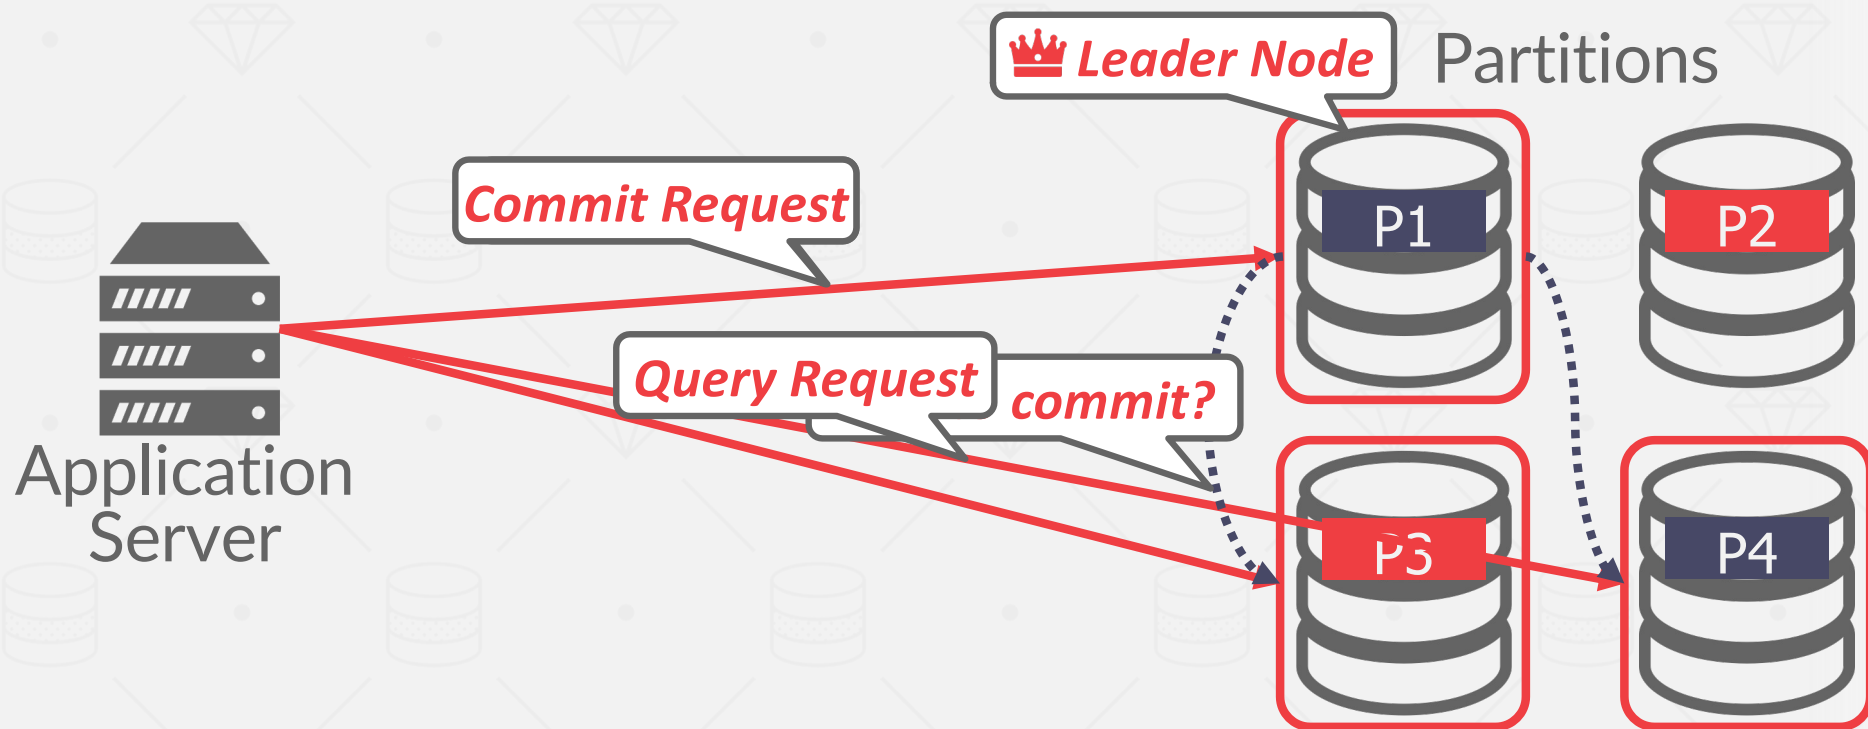 Leader Node
Partitions
Commit Request
P1
P2
Query Request
commit?
Application
Server
P3
P4